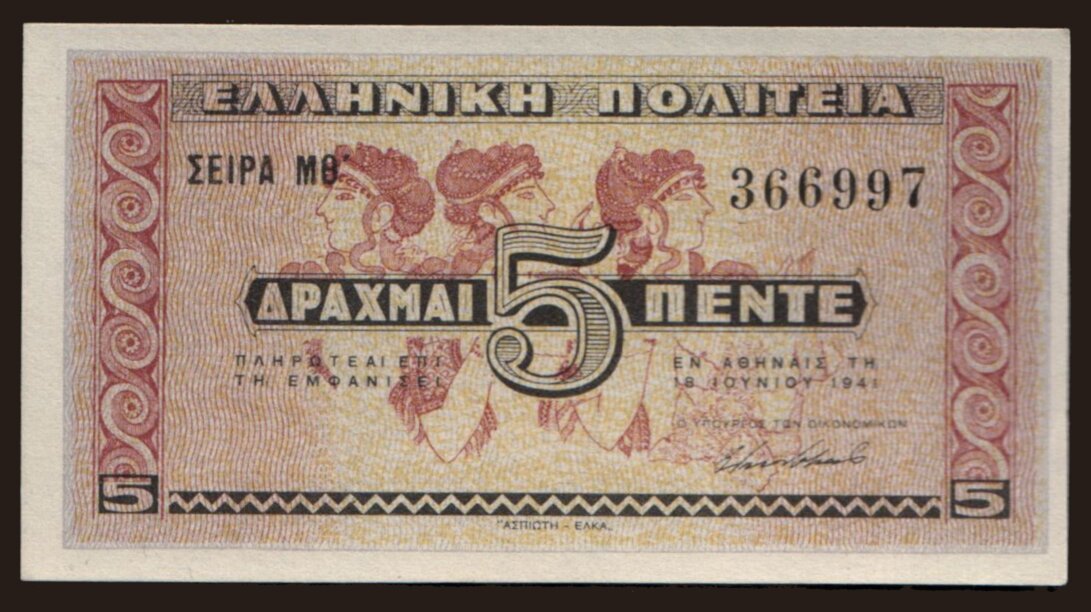 ΕΛΛΗΝΙΚΗ ΠΟΛΙΤΕΙΑ
ΣΕΙΡΑ ΜΘ΄ 366997
ΔΡΑΧΜΑΙ 5 ΠΕΝΤΕ
ΠΛΗΡΩΤΕΑΙ ΕΠΙ
ΤΗ ΕΜΦΑΝΙΣΕΙ
ΕΝ ΑΘΗΝΑΙΣ ΤΗ
18 ΙΟΥΝΙΟΥ 1941
Ο ΥΠΟΥΡΓΟΣ ΤΩΝ ΟΙΚΟΝΟΜΙΚΩΝ
5 5
"ΑΣΠΙΩΤΗ - ΕΛΚΑ„